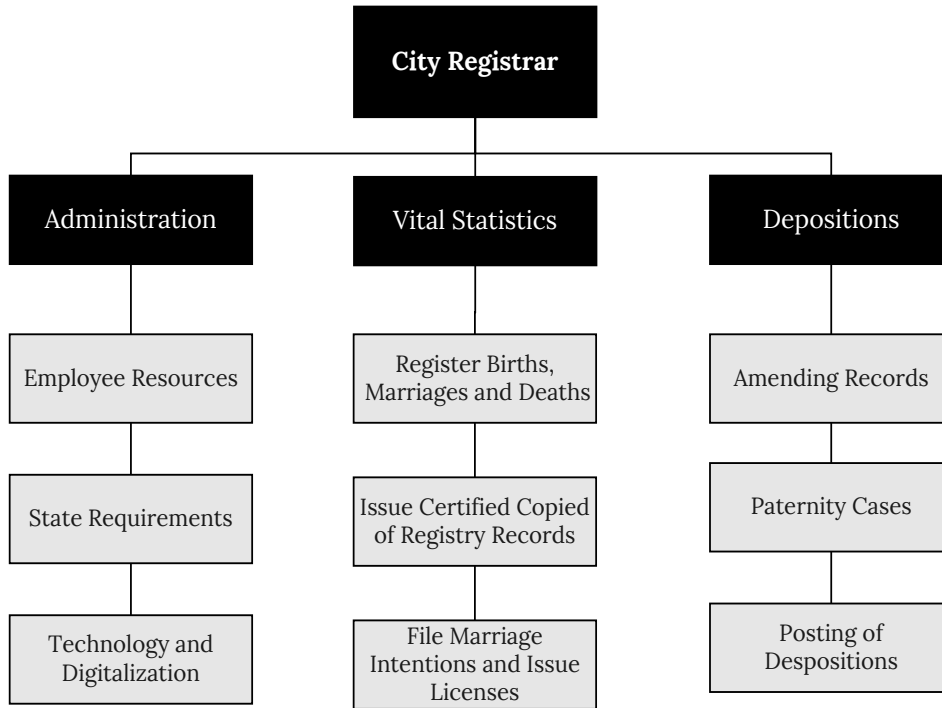 City Registrar
Administration
Vital Statistics
Depositions
Employee Resources
Register Births,
Marriages and Deaths
Amending Records
State Requirements
Issue Certified Copied
of Registry Records
Paternity Cases
Technology and
Digitalization
File Marriage
Intentions and Issue
Licenses
Posting of
Despositions